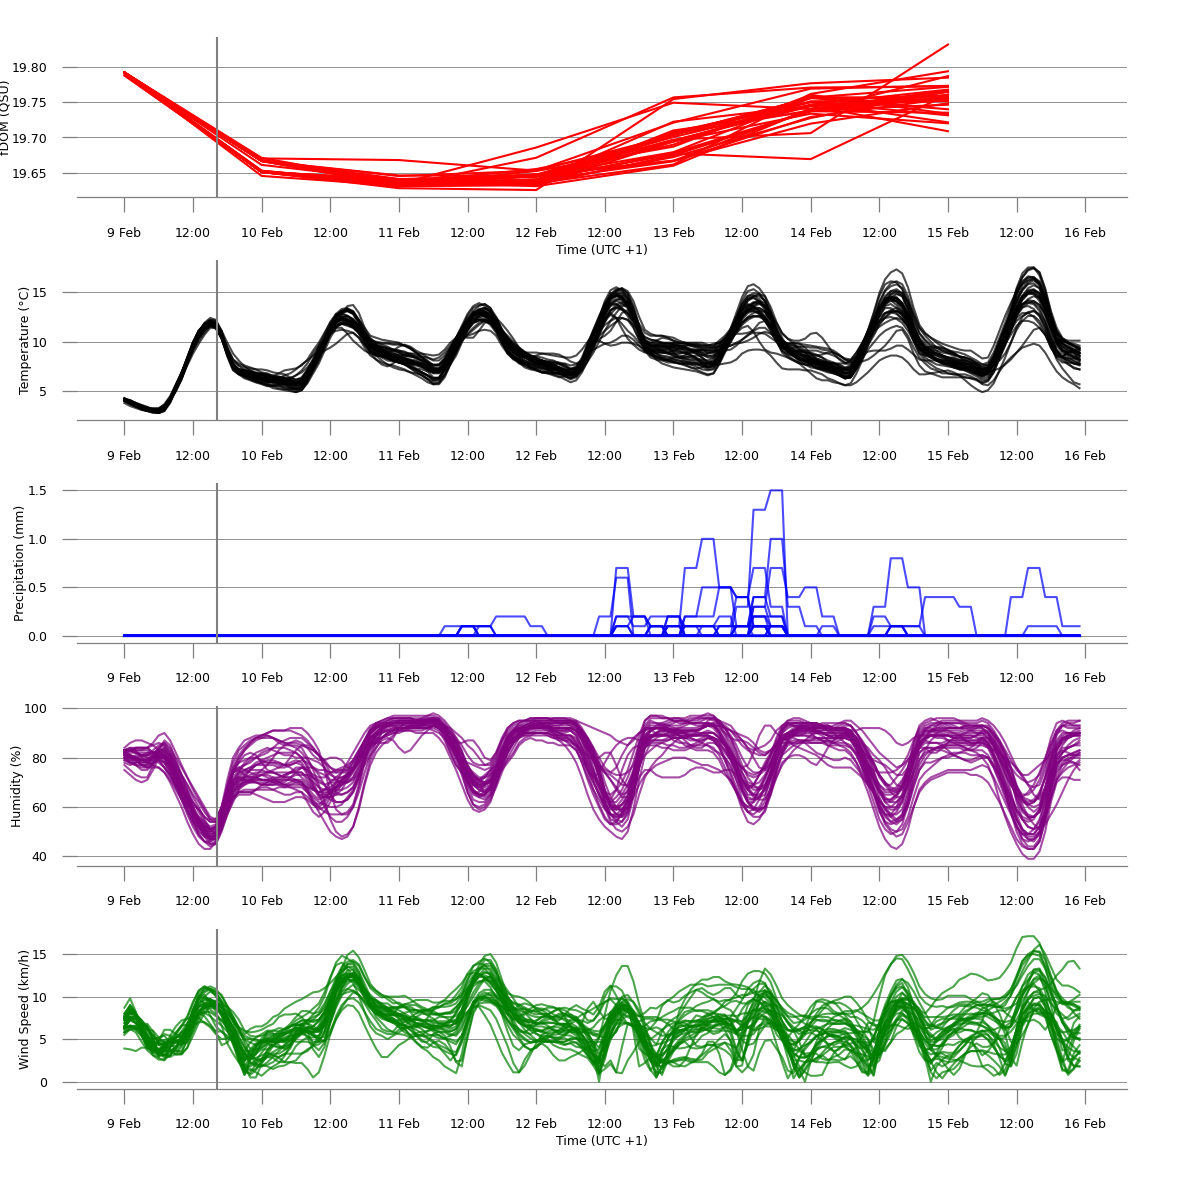 fDOM (QSU)
19.80
19.75
19.70
19.65
9 Feb 12:00 10 Feb 12:00 11 Feb 12:00 12 Feb 12:00 13 Feb 12:00 14 Feb 12:00 15 Feb 12:00 16 Feb
Time (UTC +1)
Temperature (°C)
15
10
5
9 Feb 12:00 10 Feb 12:00 11 Feb 12:00 12 Feb 12:00 13 Feb 12:00 14 Feb 12:00 15 Feb 12:00 16 Feb
Precipitation (mm)
1.5
1.0
0.5
0.0
9 Feb 12:00 10 Feb 12:00 11 Feb 12:00 12 Feb 12:00 13 Feb 12:00 14 Feb 12:00 15 Feb 12:00 16 Feb
Humidity (%)
100
80
60
40
9 Feb 12:00 10 Feb 12:00 11 Feb 12:00 12 Feb 12:00 13 Feb 12:00 14 Feb 12:00 15 Feb 12:00 16 Feb
Wind Speed (km/h)
15
10
5
0
9 Feb 12:00 10 Feb 12:00 11 Feb 12:00 12 Feb 12:00 13 Feb 12:00 14 Feb 12:00 15 Feb 12:00 16 Feb
Time (UTC +1)